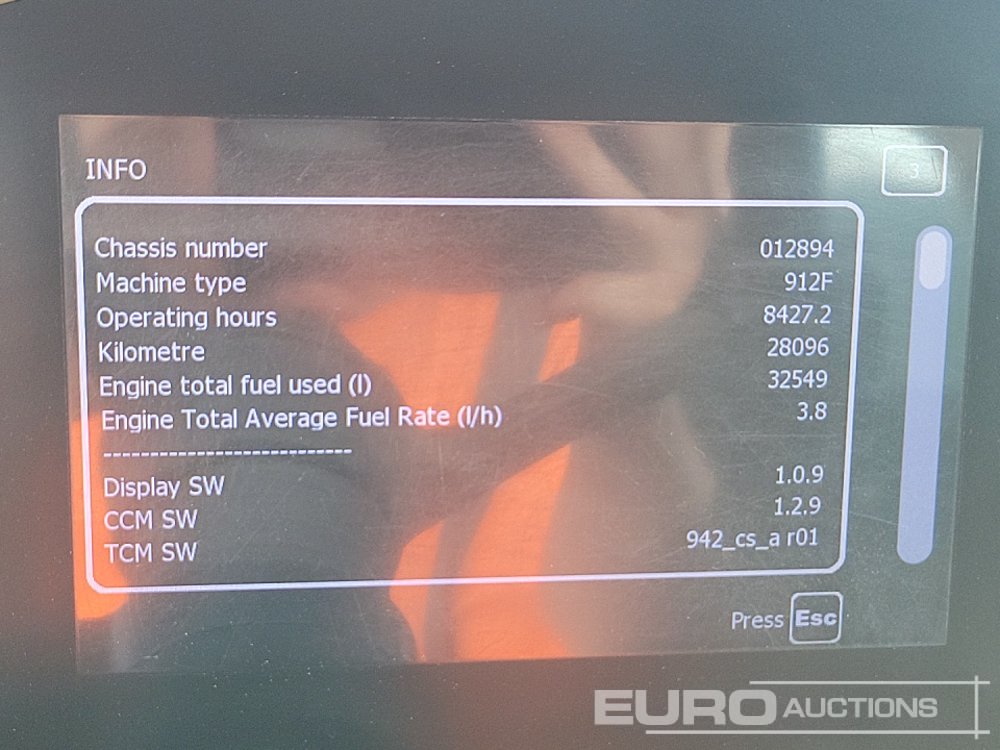 INFO 3
Chassis number 012894
Machine type 912F
Operating hours 8427.2
Kilometre 28096
Engine total fuel used (l) 32549
Engine Total Average Fuel Rate (l/h) 3.8
---------------------------
Display SW 1.0.9
CCM SW 1.2.9
TCM SW 942_cs_a r01
Press Esc
EURO AUCTIONS